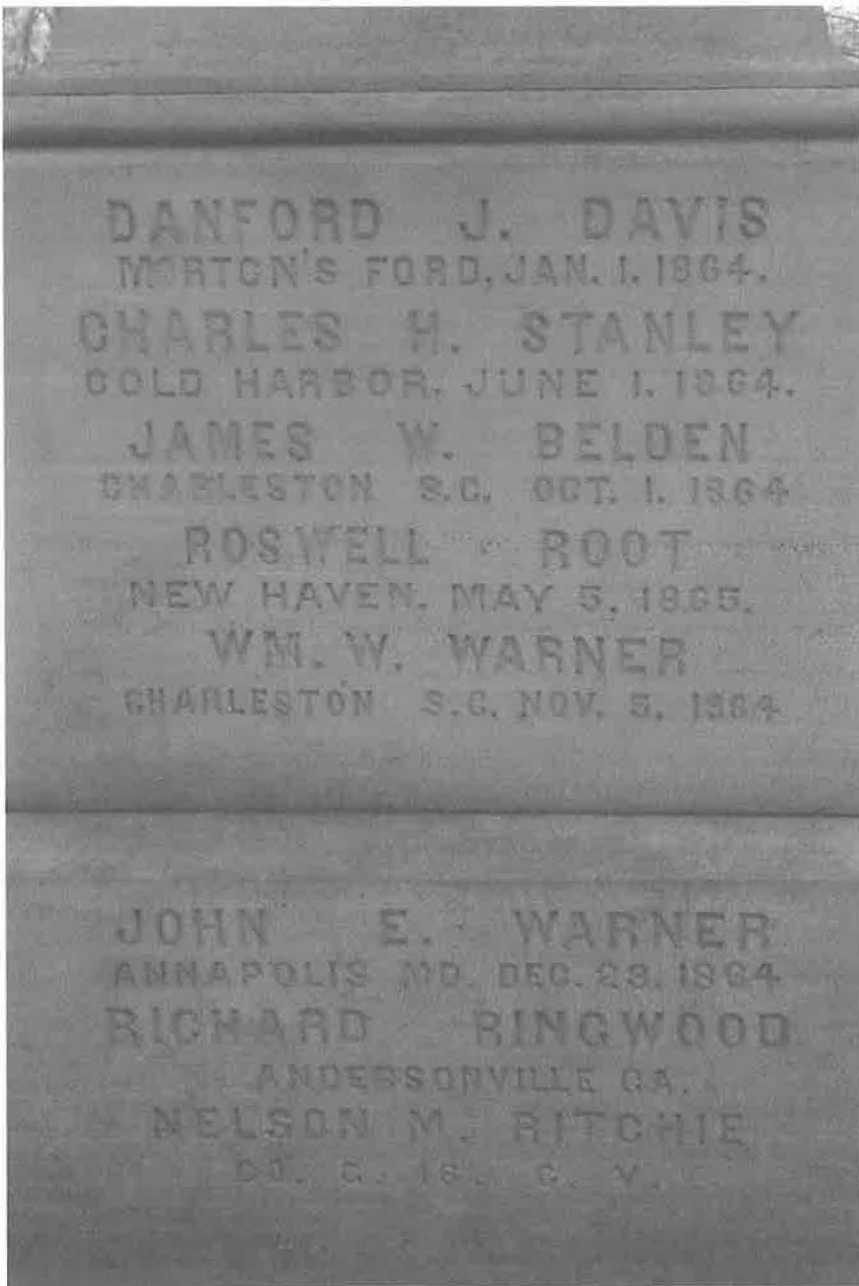 DANFORD J. DAVIS
MORTON'S FORD, JAN. 1. 1864.
CHARLES H. STANLEY
COLD HARBOR, JUNE 1. 1864.
JAMES W. BELDEN
CHARLESTON S.C. OCT. 1. 1864
ROSWELL ROOT
NEW HAVEN, MAY 5, 1865.
WM. W. WARNER
CHARLESTON S.C. NOV. 5. 1864
JOHN E. WARNER
ANNAPOLIS MD. DEC. 23. 1864
RICHARD RINGWOOD
ANDERSONVILLE GA.
NELSON M. RITCHIE
CO. G. C. V.